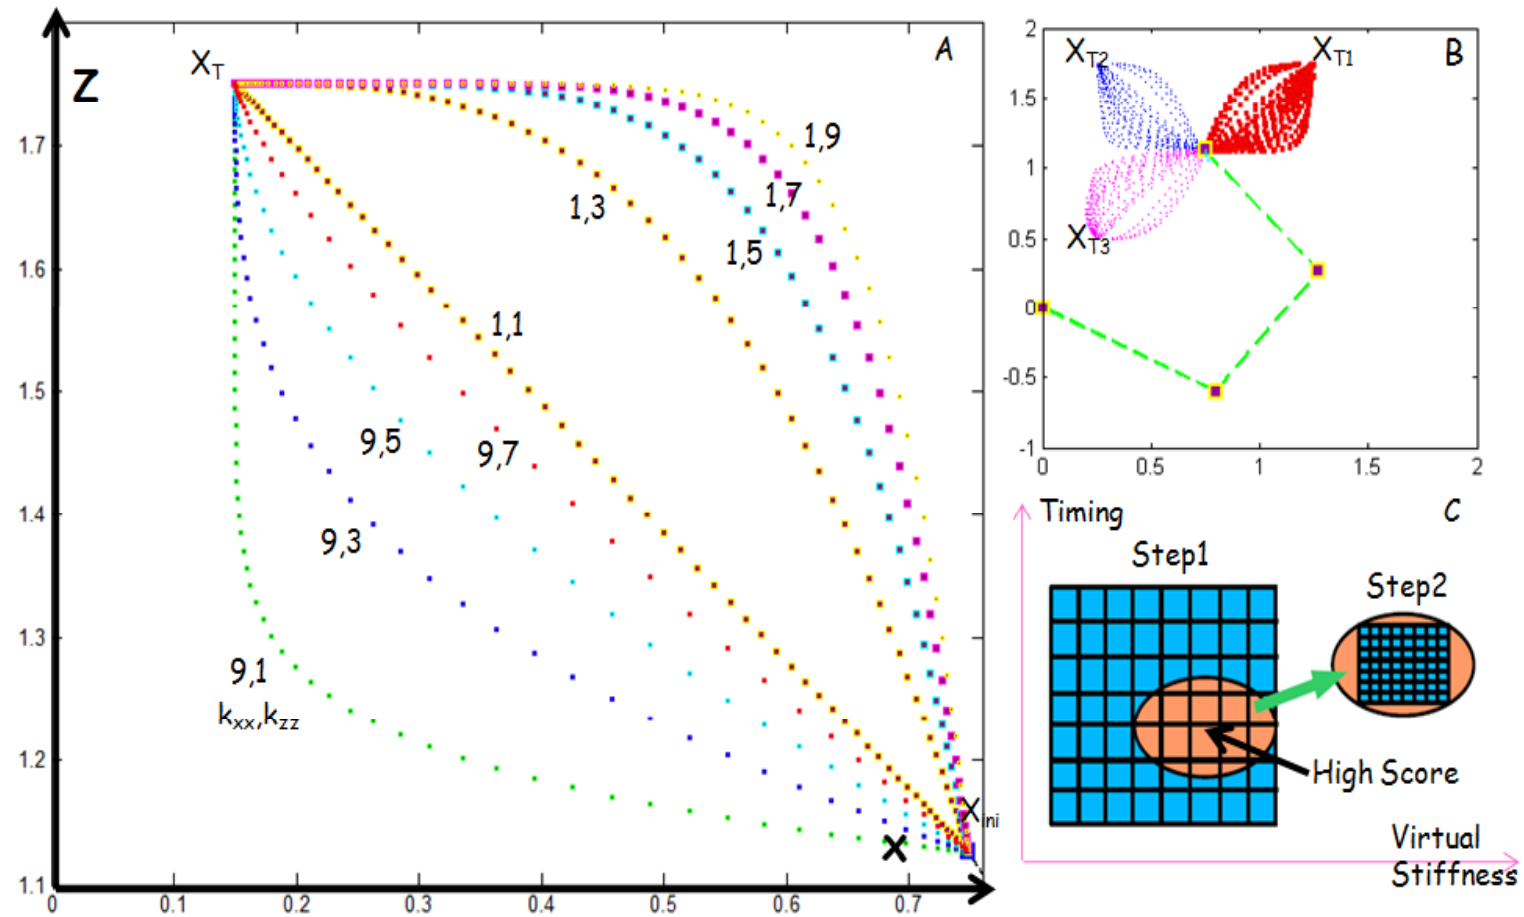 A
Z
X_T
1.7
1.6
1.5
1.4
1.3
1.2
1.1
0
0.1
0.2
0.3
0.4
0.5
0.6
0.7
X
1,9
1,7
1,5
1,3
1,1
9,7
9,5
9,3
9,1
k_xx,k_zz
X_ini
B
X_T2
X_T1
X_T3
2
1.5
1
0.5
0
-0.5
-1
0
0.5
1
1.5
2
Timing
C
Step1
Step2
High Score
Virtual
Stiffness